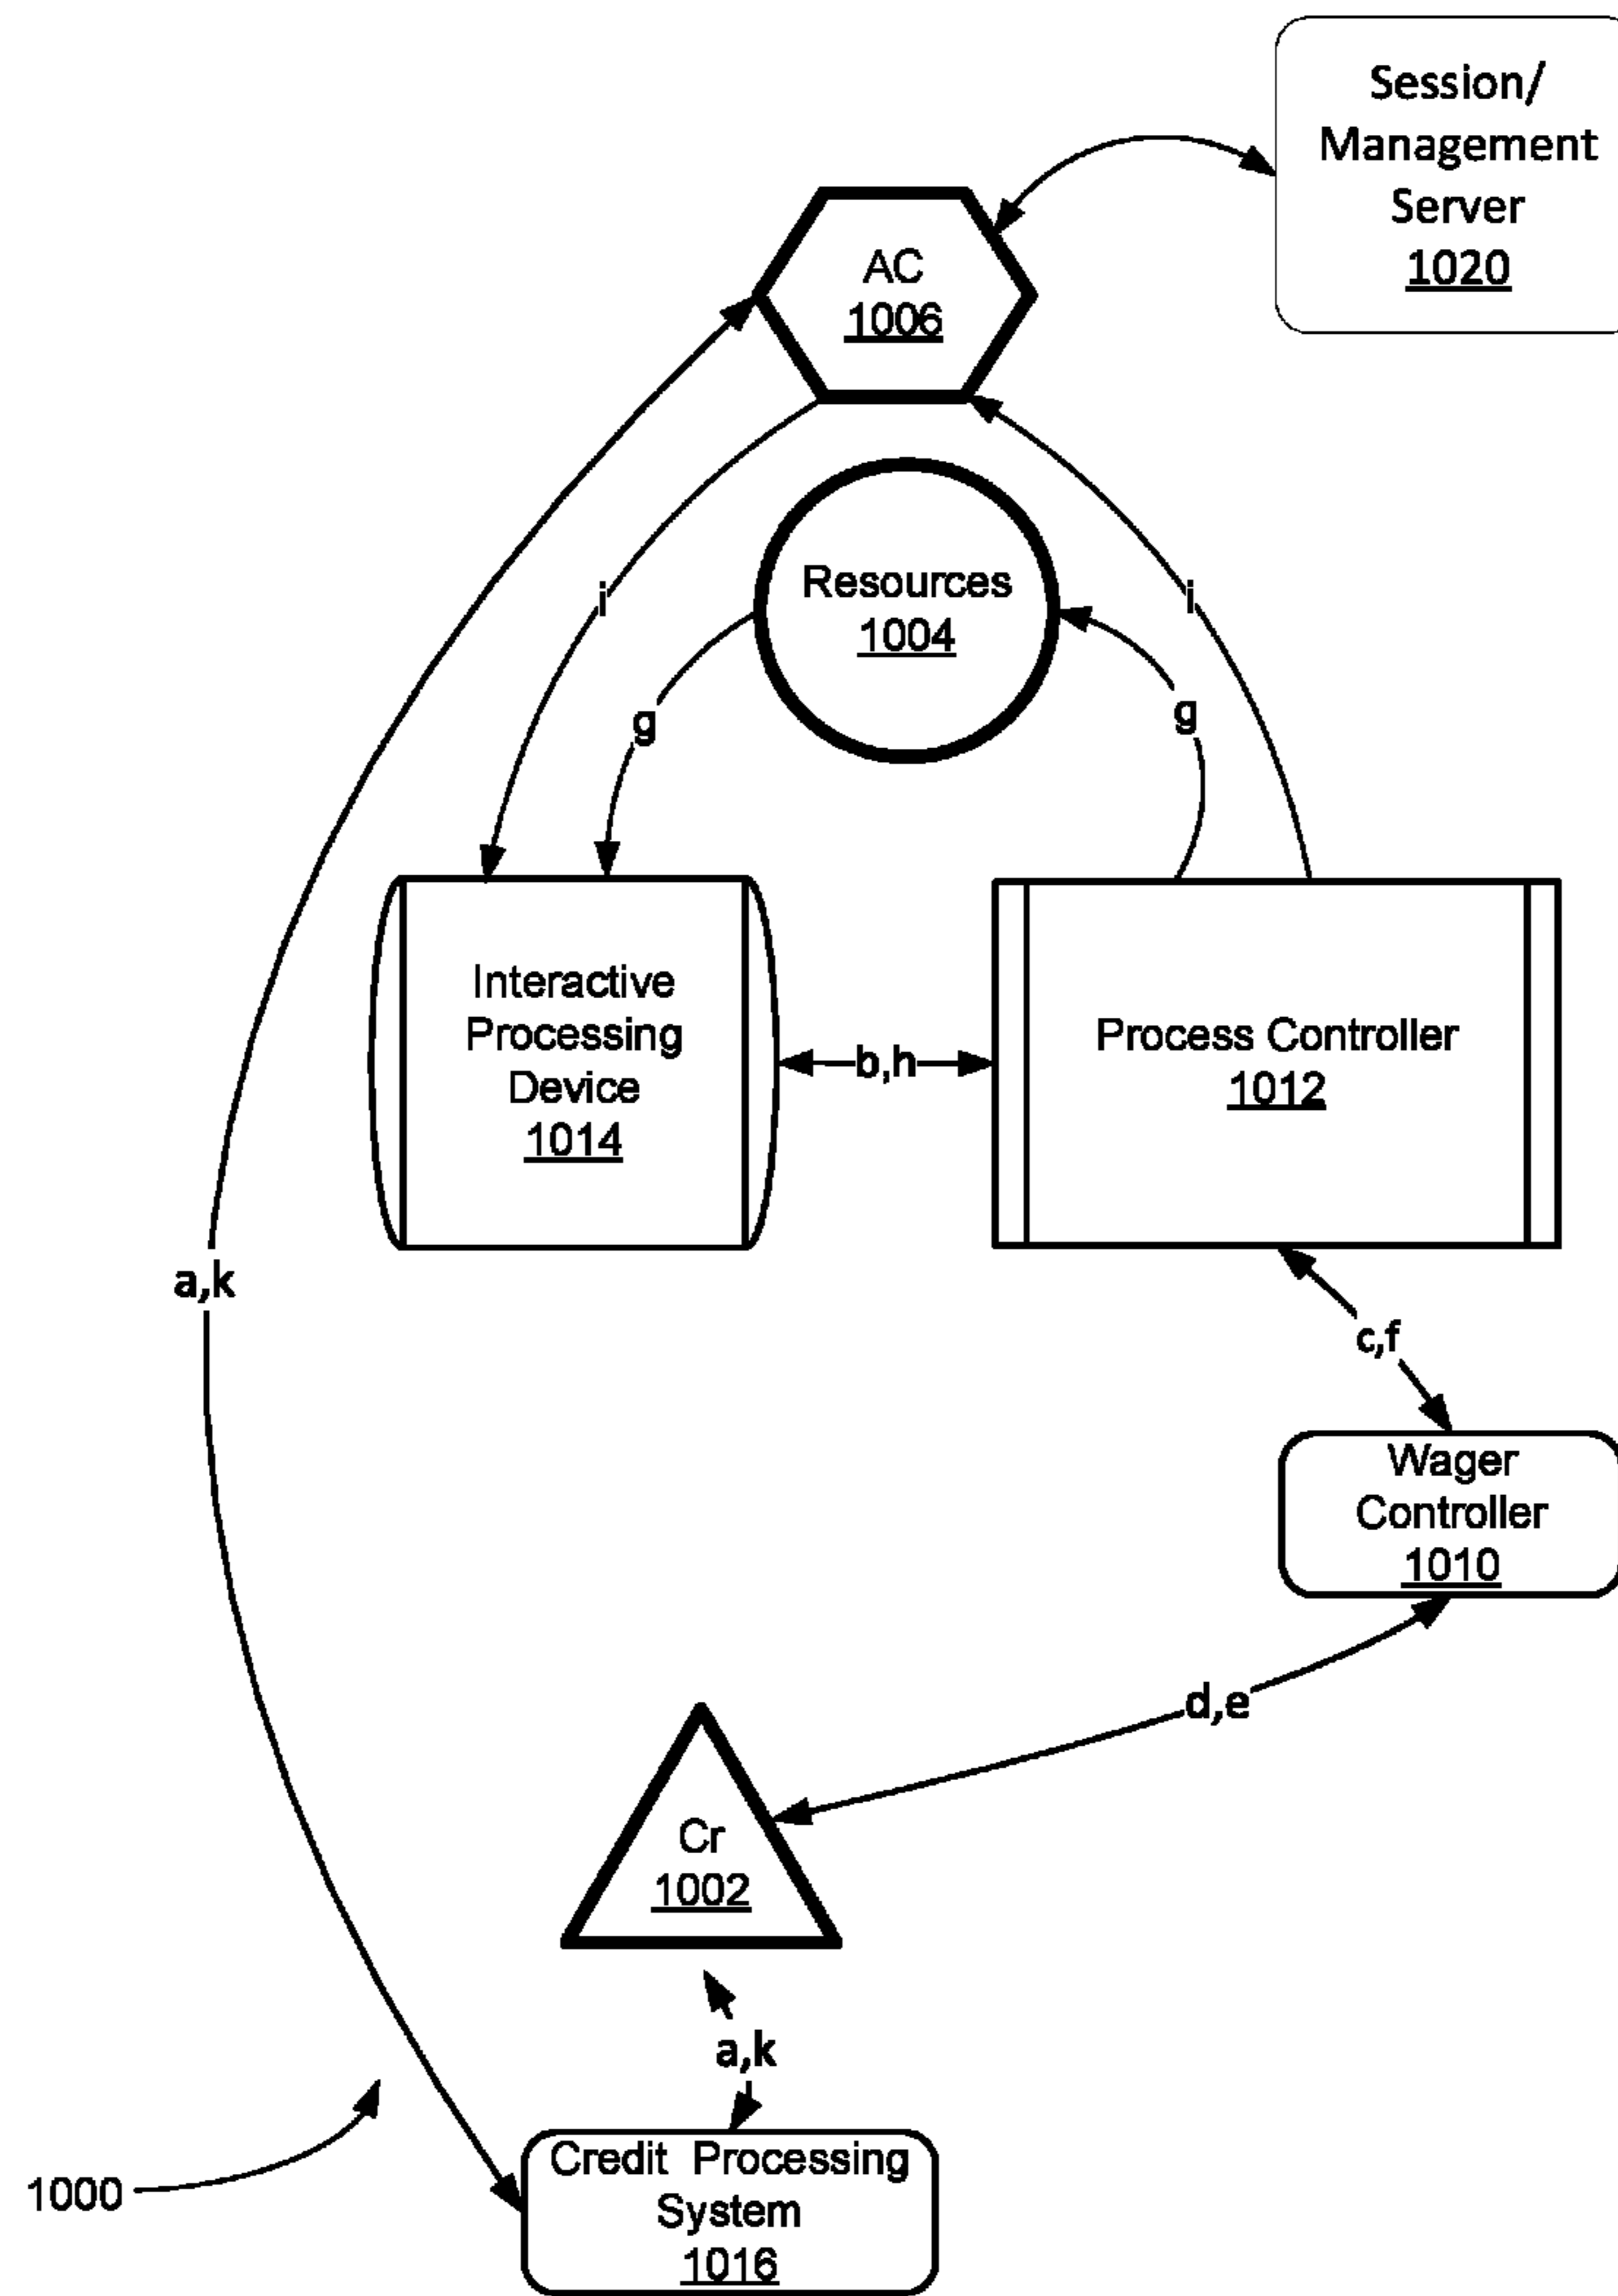 Session/
Management
Server
1020
AC
1006
i
i
Resources
1004
g
g
Interactive
Processing
Device
1014
b,h
Process Controller
1012
a,k
c,f
Wager
Controller
1010
d,e
Cr
1002
a,k
1000
Credit Processing
System
1016